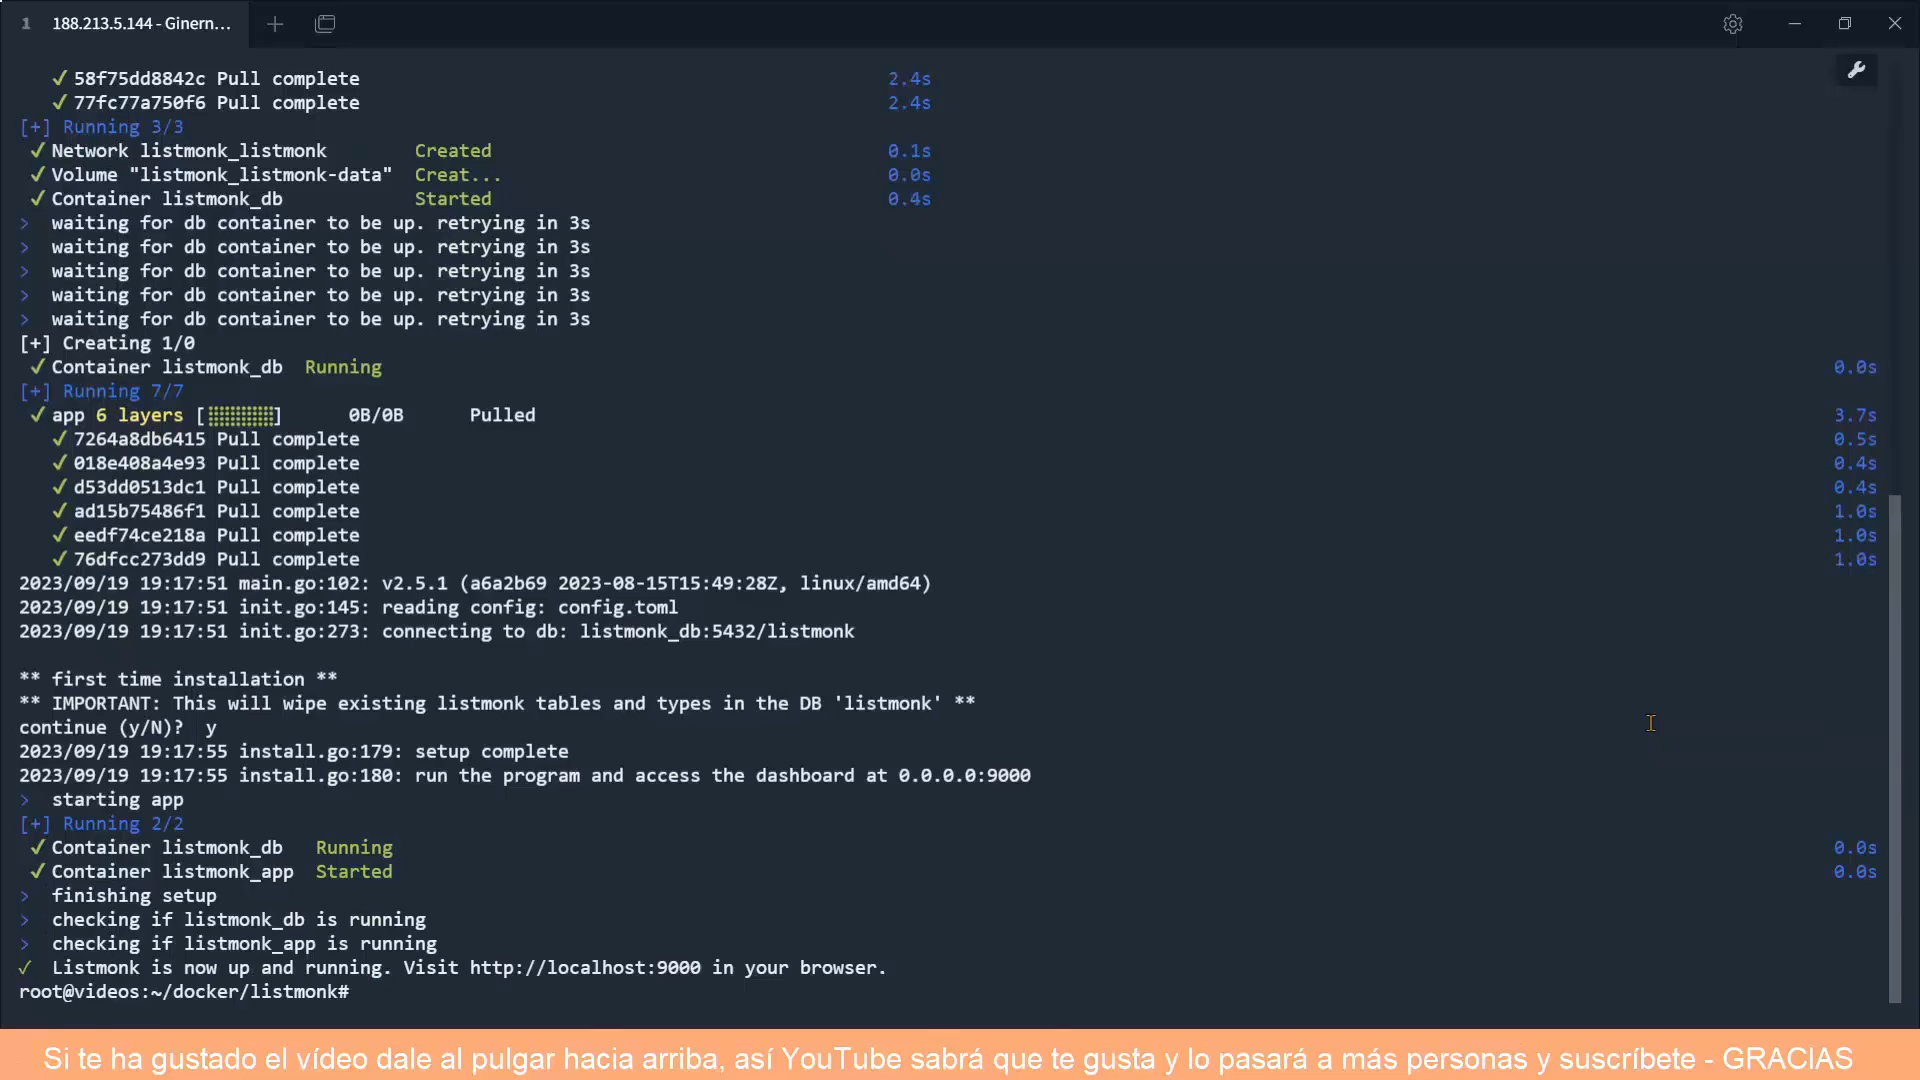 1 188.213.5.144 - Ginern...
✓ 58f75dd8842c Pull complete 2.4s
✓ 77fc77a750f6 Pull complete 2.4s
[+] Running 3/3
✓ Network listmonk_listmonk Created 0.1s
✓ Volume "listmonk_listmonk-data" Creat... 0.0s
✓ Container listmonk_db Started 0.4s
> waiting for db container to be up. retrying in 3s
> waiting for db container to be up. retrying in 3s
> waiting for db container to be up. retrying in 3s
> waiting for db container to be up. retrying in 3s
> waiting for db container to be up. retrying in 3s
[+] Creating 1/0
✓ Container listmonk_db Running 0.0s
[+] Running 7/7
✓ app 6 layers [⣿⣿⣿⣿⣿⣿] 0B/0B Pulled 3.7s
✓ 7264a8db6415 Pull complete 0.5s
✓ 018e408a4e93 Pull complete 0.4s
✓ d53dd0513dc1 Pull complete 0.4s
✓ ad15b75486f1 Pull complete 1.0s
✓ eedf74ce218a Pull complete 1.0s
✓ 76dfcc273dd9 Pull complete 1.0s
2023/09/19 19:17:51 main.go:102: v2.5.1 (a6a2b69 2023-08-15T15:49:28Z, linux/amd64)
2023/09/19 19:17:51 init.go:145: reading config: config.toml
2023/09/19 19:17:51 init.go:273: connecting to db: listmonk_db:5432/listmonk
** first time installation **
** IMPORTANT: This will wipe existing listmonk tables and types in the DB 'listmonk' **
continue (y/N)? y
2023/09/19 19:17:55 install.go:179: setup complete
2023/09/19 19:17:55 install.go:180: run the program and access the dashboard at 0.0.0.0:9000
> starting app
[+] Running 2/2
✓ Container listmonk_db Running 0.0s
✓ Container listmonk_app Started 0.0s
> finishing setup
> checking if listmonk_db is running
> checking if listmonk_app is running
✓ Listmonk is now up and running. Visit http://localhost:9000 in your browser.
root@videos:~/docker/listmonk#
Si te ha gustado el vídeo dale al pulgar hacia arriba, así YouTube sabrá que te gusta y lo pasará a más personas y suscríbete - GRACIAS